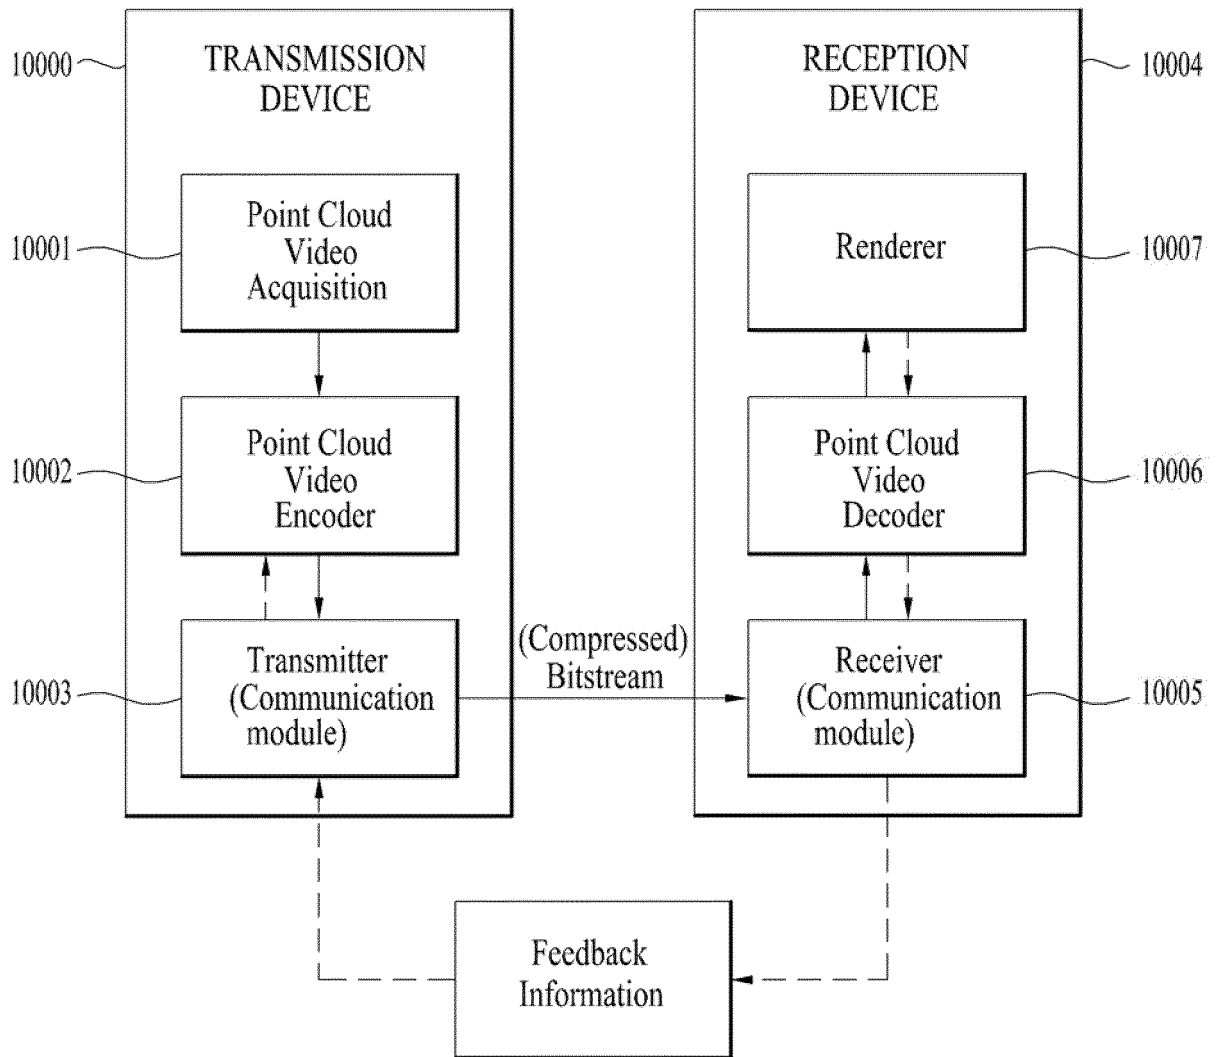 TRANSMISSION
DEVICE
10000
Point Cloud
Video
Acquisition
10001
Point Cloud
Video
Encoder
10002
Transmitter
(Communication
module)
10003
(Compressed)
Bitstream
RECEPTION
DEVICE
10004
Renderer
10007
Point Cloud
Video
Decoder
10006
Receiver
(Communication
module)
10005
Feedback
Information